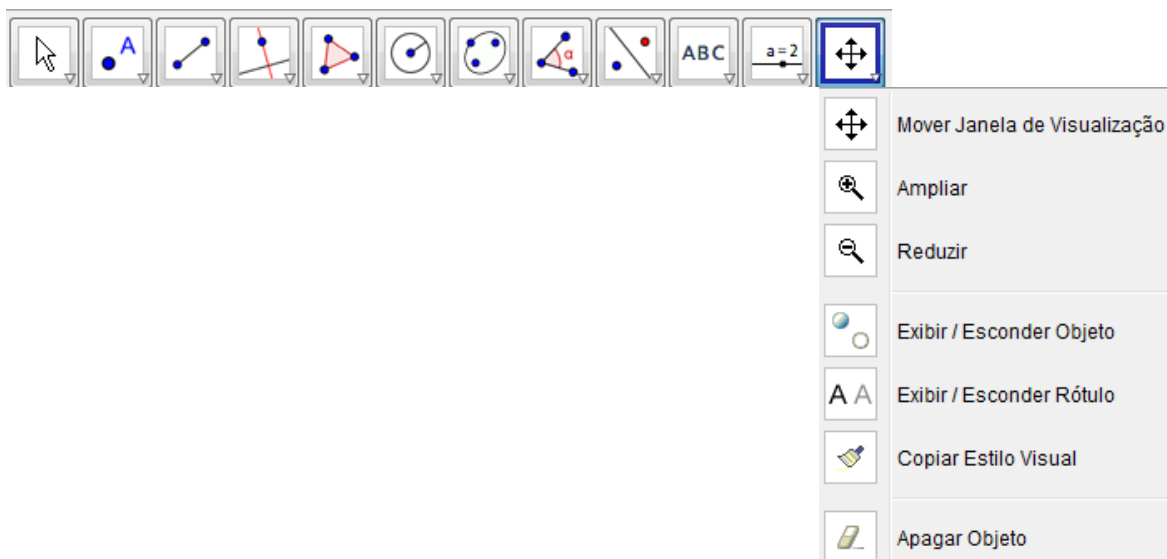 A
α
ABC
a=2
Mover Janela de Visualização
Ampliar
Reduzir
Exibir / Esconder Objeto
A A
Exibir / Esconder Rótulo
Copiar Estilo Visual
Apagar Objeto